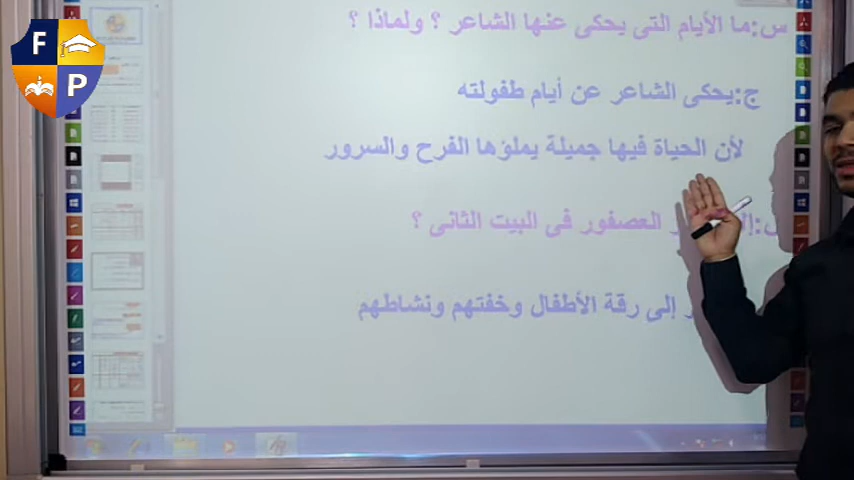 F
P
س:ما الأيام التى يحكى عنها الشاعر ؟ ولماذا ؟
ج:يحكى الشاعر عن أيام طفولته
لأن الحياة فيها جميلة يملؤها الفرح والسرور
العصفور فى البيت الثانى ؟
إلى رقة الأطفال وخفتهم ونشاطهم